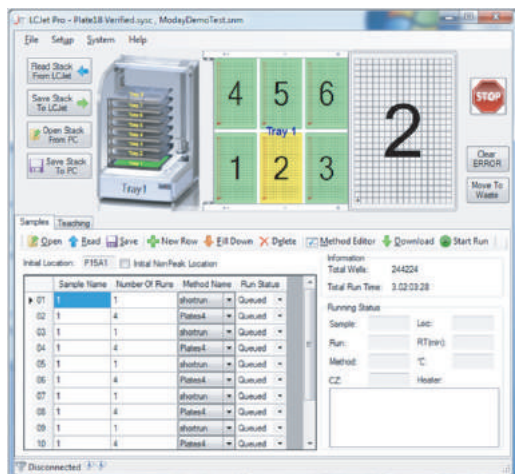 LCJet Pro - Plate18 Verified.sysc , ModayDemoTest.snm
File Setup System Help
Read Stack
From LCJet
Save Stack
To LCJet
Open Stack
From PC
Save Stack
To PC
Tray1
4 5 6
Tray 1
1 2 3
2
STOP
Clear
ERROR
Move To
Waste
Samples Teaching
Open Read Save New Row Fill Down Delete Method Editor Download Start Run
Initial Location: P15A1 Initial NonPeak Location
Information
Total Wells: 244224
Total Run Time: 3.02:03:28
Running Status
Sample: Loc:
Run: RT(min):
Method: °C:
CZ: Heater:
Sample Name Number Of Runs Method Name Run Status
01 1 1 shortrun Queued
02 1 4 Plates4 Queued
03 1 1 shortrun Queued
04 1 4 Plates4 Queued
05 1 1 shortrun Queued
06 1 4 Plates4 Queued
07 1 1 shortrun Queued
08 1 4 Plates4 Queued
09 1 1 shortrun Queued
10 1 4 Plates4 Queued
Disconnected